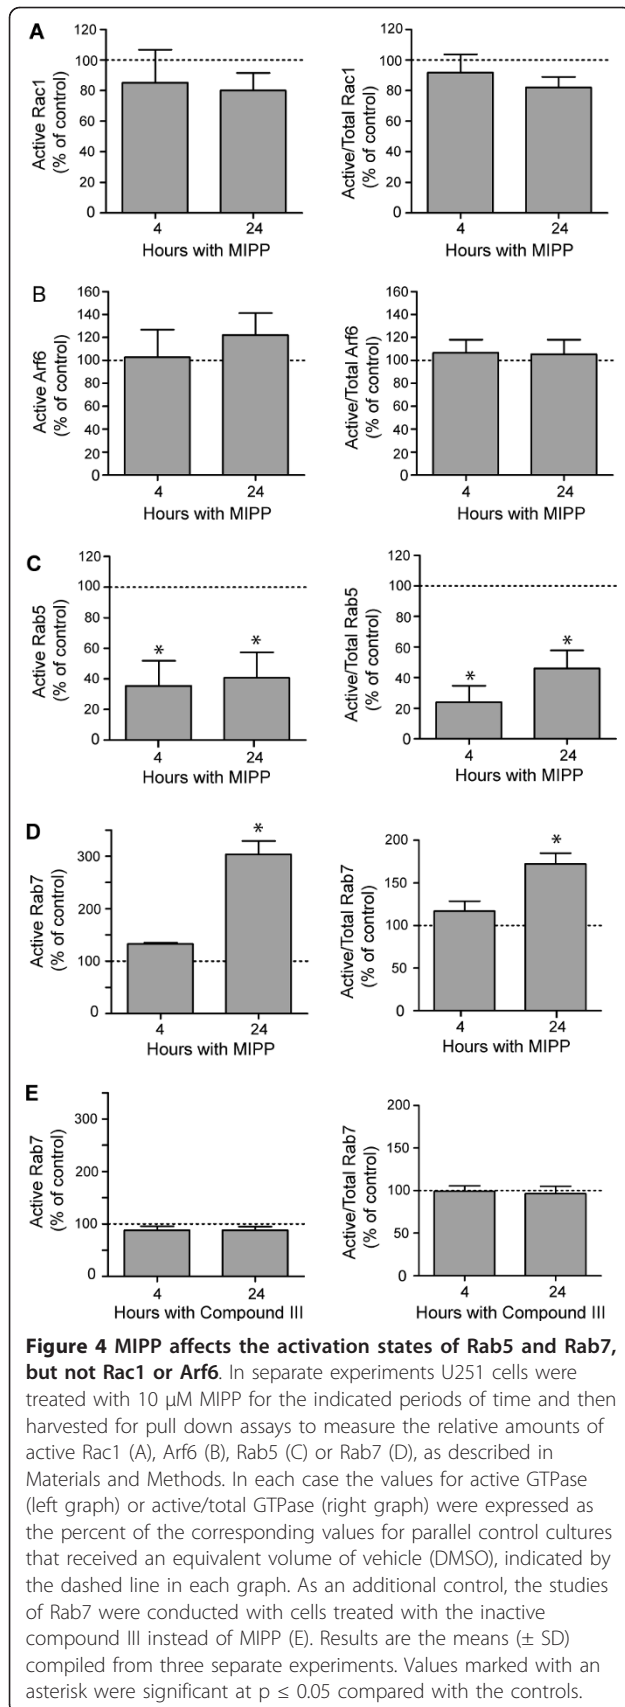 A
Active Rac1
(% of control)
120
100
80
60
40
20
0
4
24
Hours with MIPP
Active/Total Rac1
(% of control)
120
100
80
60
40
20
0
4
24
Hours with MIPP
B
Active Arf6
(% of control)
160
140
120
100
80
60
40
20
0
4
24
Hours with MIPP
Active/Total Arf6
(% of control)
160
140
120
100
80
60
40
20
0
4
24
Hours with MIPP
C
Active Rab5
(% of control)
120
100
80
60
40
20
0
*
*
4
24
Hours with MIPP
Active/Total Rab5
(% of control)
120
100
80
60
40
20
0
*
*
4
24
Hours with MIPP
D
Active Rab7
(% of control)
300
200
100
0
*
4
24
Hours with MIPP
Active/Total Rab7
(% of control)
200
150
100
50
0
*
4
24
Hours with MIPP
E
Active Rab7
(% of control)
300
200
100
0
4
24
Hours with Compound III
Active/Total Rab7
(% of control)
200
150
100
50
0
4
24
Hours with Compound III
Figure 4 MIPP affects the activation states of Rab5 and Rab7,
but not Rac1 or Arf6. In separate experiments U251 cells were
treated with 10 μM MIPP for the indicated periods of time and then
harvested for pull down assays to measure the relative amounts of
active Rac1 (A), Arf6 (B), Rab5 (C) or Rab7 (D), as described in
Materials and Methods. In each case the values for active GTPase
(left graph) or active/total GTPase (right graph) were expressed as
the percent of the corresponding values for parallel control cultures
that received an equivalent volume of vehicle (DMSO), indicated by
the dashed line in each graph. As an additional control, the studies
of Rab7 were conducted with cells treated with the inactive
compound III instead of MIPP (E). Results are the means (± SD)
compiled from three separate experiments. Values marked with an
asterisk were significant at p ≤ 0.05 compared with the controls.